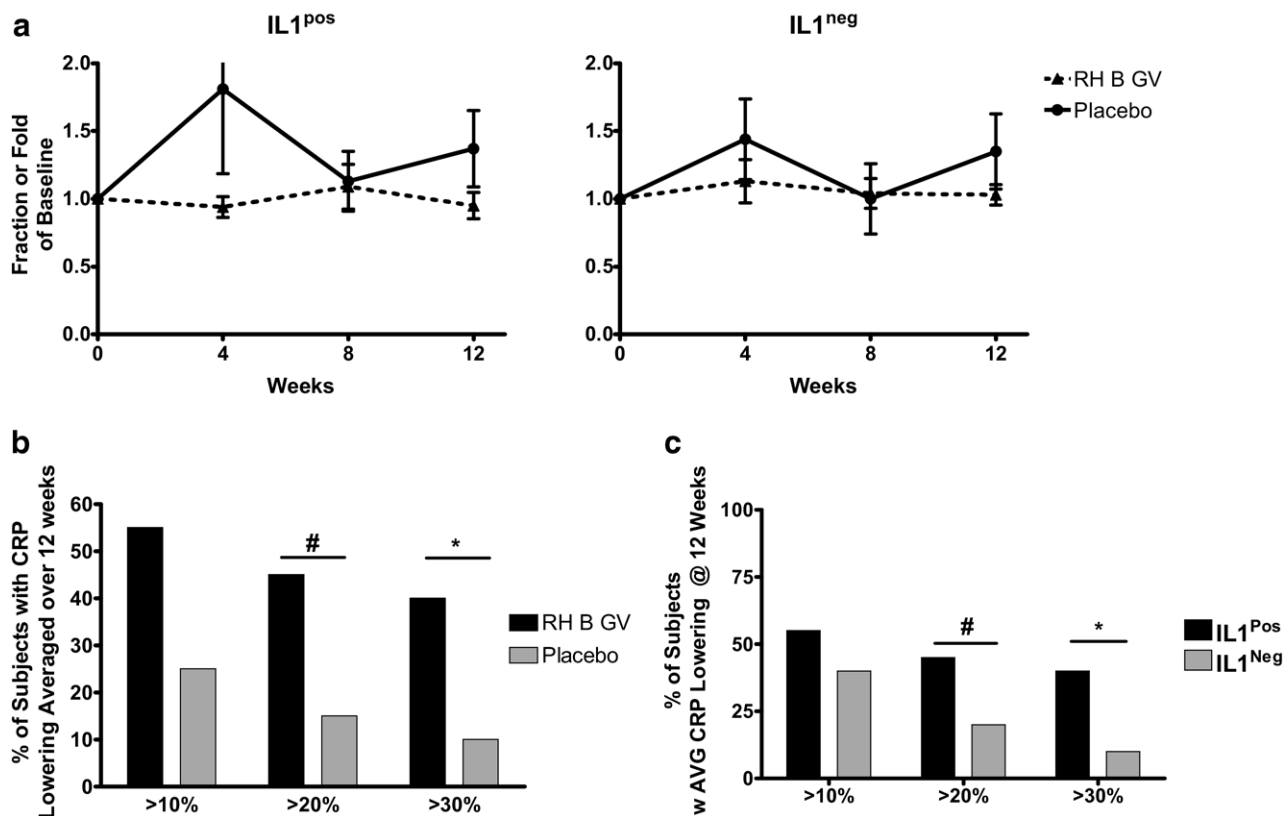 a
IL1pos
IL1neg
Fraction or Fold
of Baseline
2.0
1.5
1.0
0.5
0.0
0 4 8 12
Weeks
2.0
1.5
1.0
0.5
0.0
0 4 8 12
Weeks
RH B GV
Placebo
b
% of Subjects with CRP
Lowering Averaged over 12 weeks
60
50
40
30
20
10
0
#
*
>10% >20% >30%
RH B GV
Placebo
c
% of Subjects
w AVG CRP Lowering @ 12 Weeks
100
75
50
25
0
#
*
>10% >20% >30%
IL1Pos
IL1Neg